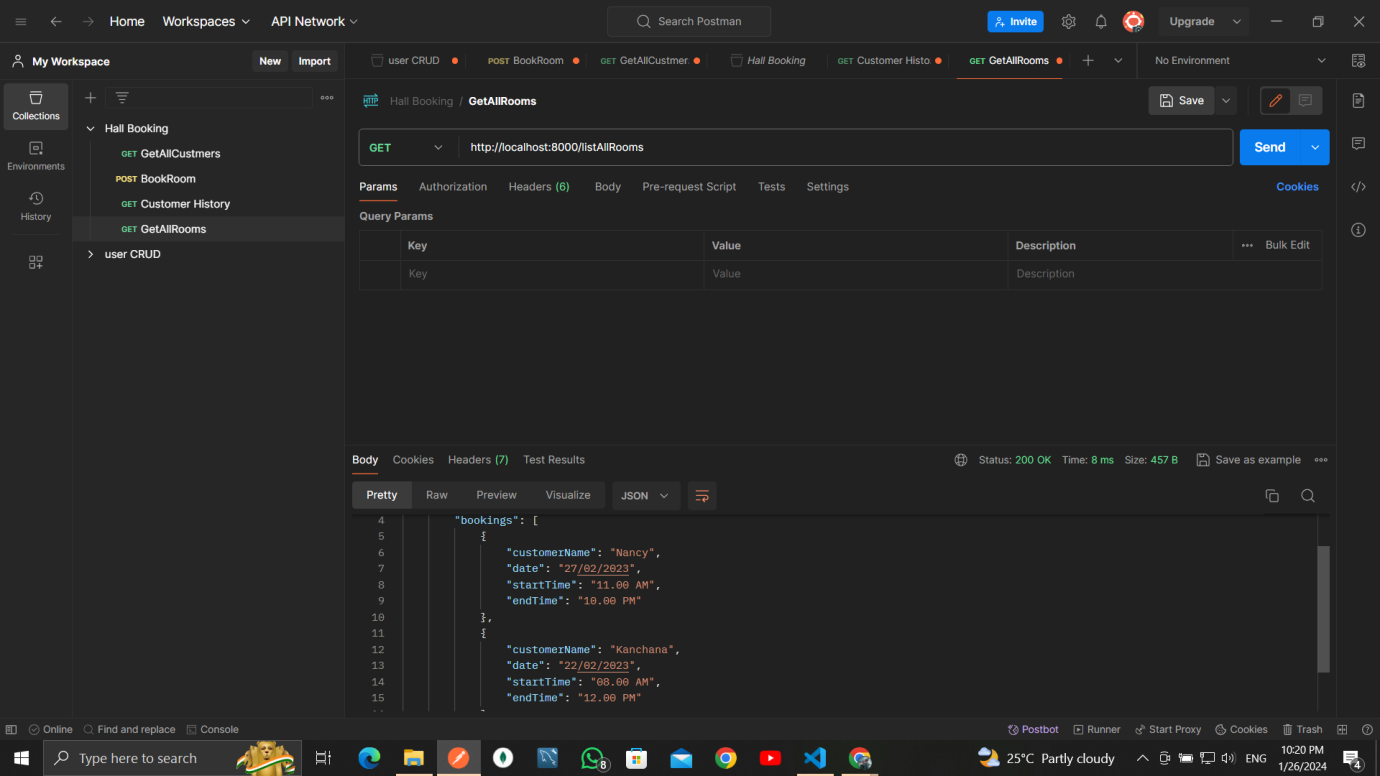 Home Workspaces API Network Search Postman Invite Upgrade
My Workspace New Import user CRUD POST BookRoom GET GetAllCustmer. Hall Booking GET Customer Histo. GET GetAllRooms No Environment
Collections
Environments
History
Hall Booking
GET GetAllCustmers
POST BookRoom
GET Customer History
GET GetAllRooms
user CRUD
HTTP Hall Booking / GetAllRooms Save
GET http://localhost:8000/listAllRooms Send
Params Authorization Headers (6) Body Pre-request Script Tests Settings Cookies
Query Params
Key Value Description Bulk Edit
Key Value Description
Body Cookies Headers (7) Test Results Status: 200 OK Time: 8 ms Size: 457 B Save as example
Pretty Raw Preview Visualize JSON
4 "bookings": [
5 {
6 "customerName": "Nancy",
7 "date": "27/02/2023",
8 "startTime": "11.00 AM",
9 "endTime": "10.00 PM"
10 },
11 {
12 "customerName": "Kanchana",
13 "date": "22/02/2023",
14 "startTime": "08.00 AM",
15 "endTime": "12.00 PM"
Online Find and replace Console Postbot Runner Start Proxy Cookies Trash
Type here to search 8 25°C Partly cloudy ENG 10:20 PM 4
1/26/2024